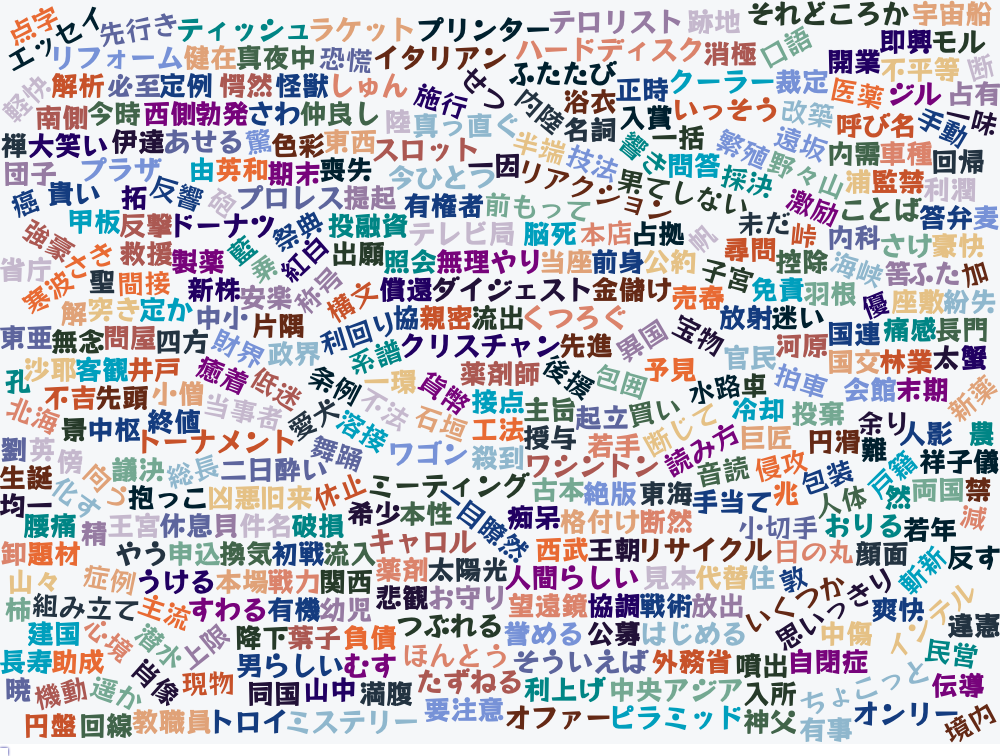 点字 エッセイ 先行き ティッシュ ラケット プリンター テロリスト 跡地 それどころか 宇宙船
リフォーム 健在 真夜中 恐慌 イタリアン ハードディスク 消極 口語 開業 即興 モル 不平等 断
軽快 解析 必至 定例 愕然 怪獣 しゅん 施行 せつ ふたたび 内陸 浴衣 正時 クーラー 裁定 医薬 ジル 占有
南側 今時 西側 勃発 さわ 仲良し 陸 真っ直ぐ 名詞 入賞 いっそう 改築 呼び名 手動 一味
禅 大笑い 伊達 あせる 驚 色彩 東西 スロット 半端 技法 響き 一括 繁殖 遠坂 内需 車種 回帰
団子 プラザ 由 英和 期末 喪失 今ひとつ 一因 リアクション 問答 採決 野々山 浦 監禁 利潤
癌 貴い 拓 反響 砲 プロレス 提起 有権者 前もって 果てしない 激励 ことば 答弁 麦
甲板 反撃 ドーナツ 祭典 投融資 テレビ局 脳死 本店 占拠 帆 未だ 峠 内科 さけ 豪快
強豪 さき 救援 製薬 藍 乗 紅白 出願 照会 無理やり 当座 前身 公約 子宮 尋問 控除 海峡 筈 ふた 加
省庁 寒波 聖 間接 新株 安楽 称号 構文 償還 ダイジェスト 金儲け 売春 免責 羽根 優 座敷 紛失
解 突き 定か 中小 片隅 利回り 協 親密 流出 くつろぐ 異国 宝物 放射 迷い 国連 痛感 長門
東亜 無念 問屋 四方 財界 政界 系譜 クリスチャン 先進 官民 河原 国文 林業 太蟹
孔 沙耶 客観 井戸 癒着 低迷 条例 一環 貨幣 薬剤師 後援 包囲 予見 水路 卓 拍車 会館 末期 新薬
不吉 先頭 小僧 当事者 愛犬 不法 石垣 接点 主旨 起立 買い 断じて 冷却 投棄 余り 人影 農
北海 景 中枢 終値 トーナメント 溶接 工法 授与 若手 読み方 巨匠 円滑 難
劉 英 傍 向う 議決 総長 二日酔い 舞踊 ワゴン 殺到 ワシントン 音読 侵攻 包装 戸籍 祥子 儀
生誕 化す 抱っこ 凶悪 旧来 休止 ミーティング 古本 絶版 東海 手当て 兆 人体 然 両国 禁
均一 腰痛 精 王宮 休息 貝 件名 破損 希少 本性 一目瞭然 痴呆 格付け 断然 小切手 おりる 若年 減
卸 題材 やう 申込 換気 初戦 流入 キャロル 西武 王朝 リサイクル 日の丸 顔面 斬新 反す
山々 症例 うける 本場 戦力 関西 薬剤 太陽光 人間らしい 見本 代替 住 敦 いくつか 思いっきり
柿 組み立て 主流 すわる 有機 幼児 悲観 お守り 望遠鏡 協調 戦術 放出 爽快 インテル 違憲
建国 心境 潜水 上限 降下 葉子 負債 つぶれる 誉める 公募 はじめる 中傷 民営
長寿 助成 肖像 男らしい むす ほんとう そういえば 外務省 噴出 自閉症
暁 機動 遥か 現物 同国 山中 満腹 たずねる 利上げ 中央アジア 入所 ちょこっと 伝導
円盤 回線 教職員 トロイ ミステリー 要注意 オファー ピラミッド 神父 有事 オンリー 境内